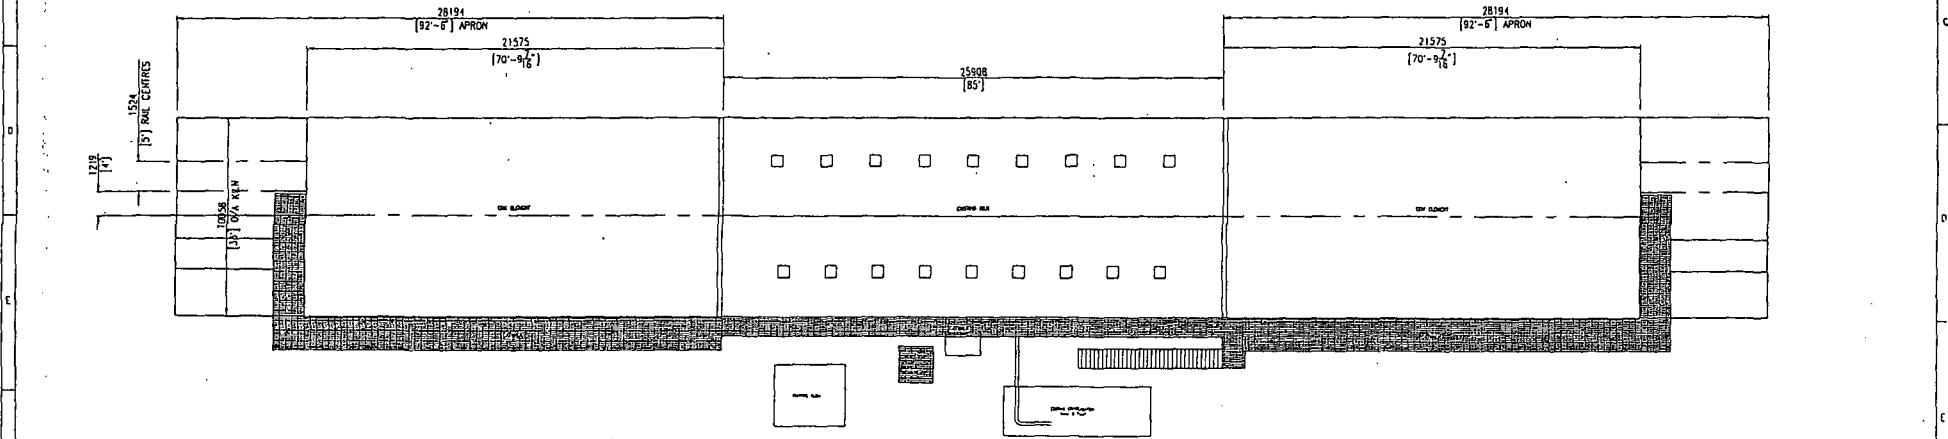 28194
[92'-6"] APRON
28194
[92'-6"] APRON
21575
[70'-9 7/16"]
21575
[70'-9 7/16"]
25908
[85']
1524
[5'] RAIL CENTRES
1219
[4']
10058
[33'] O/A KILN
C
D
D
E
E